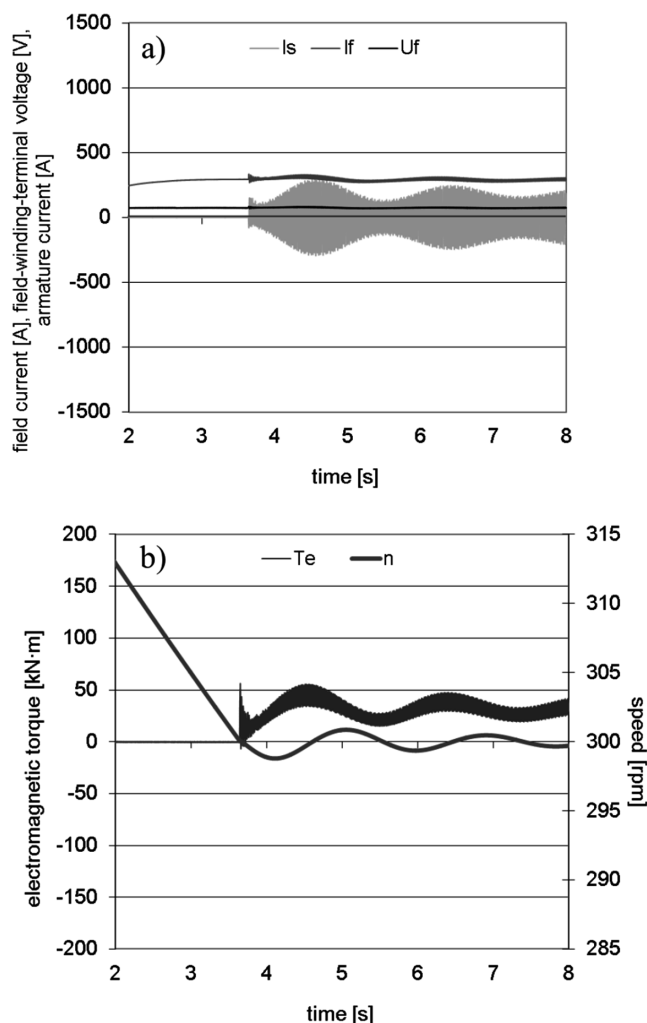 1500
1000
500
0
-500
-1000
-1500
a)
Is If Uf
field current [A], field-winding-terminal voltage [V],
armature current [A]
2 3 4 5 6 7 8
time [s]
200
150
100
50
0
-50
-100
-150
-200
b)
Te n
315
310
305
300
295
290
285
electromagnetic torque [kN·m]
speed [rpm]
2 3 4 5 6 7 8
time [s]